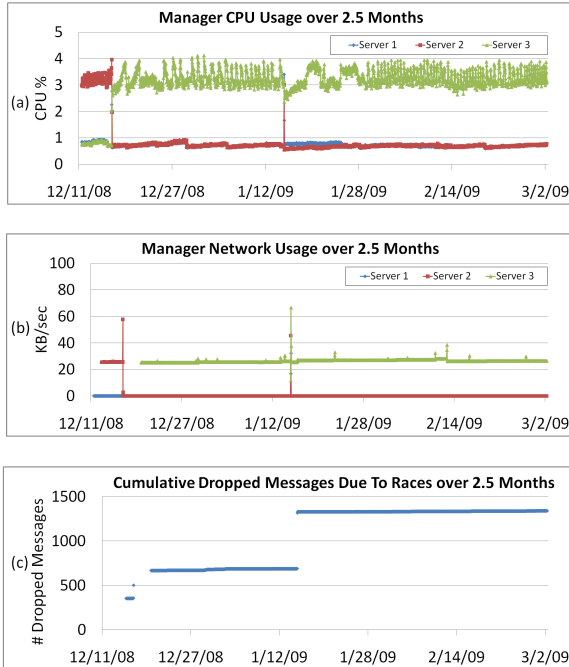 Manager CPU Usage over 2.5 Months
5
4
3
2
1
0
(a)
CPU %
Server 1 Server 2 Server 3
12/11/08 12/27/08 1/12/09 1/28/09 2/14/09 3/2/09
Manager Network Usage over 2.5 Months
100
80
60
40
20
0
(b)
KB/sec
Server 1 Server 2 Server 3
12/11/08 12/27/08 1/12/09 1/28/09 2/14/09 3/2/09
Cumulative Dropped Messages Due To Races over 2.5 Months
1500
1000
500
0
(c)
# Dropped Messages
12/11/08 12/27/08 1/12/09 1/28/09 2/14/09 3/2/09